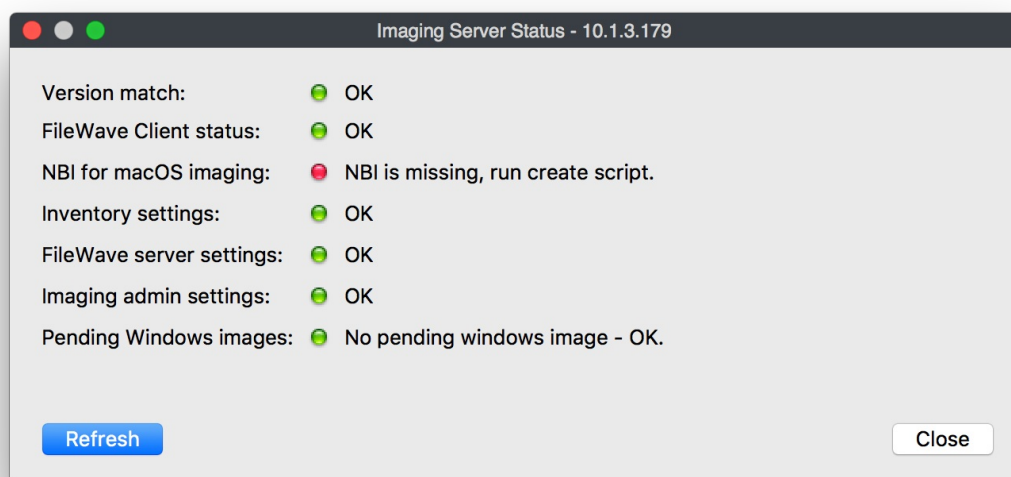 Imaging Server Status - 10.1.3.179
Version match: OK
FileWave Client status: OK
NBI for macOS imaging: NBI is missing, run create script.
Inventory settings: OK
FileWave server settings: OK
Imaging admin settings: OK
Pending Windows images: No pending windows image - OK.
Refresh Close